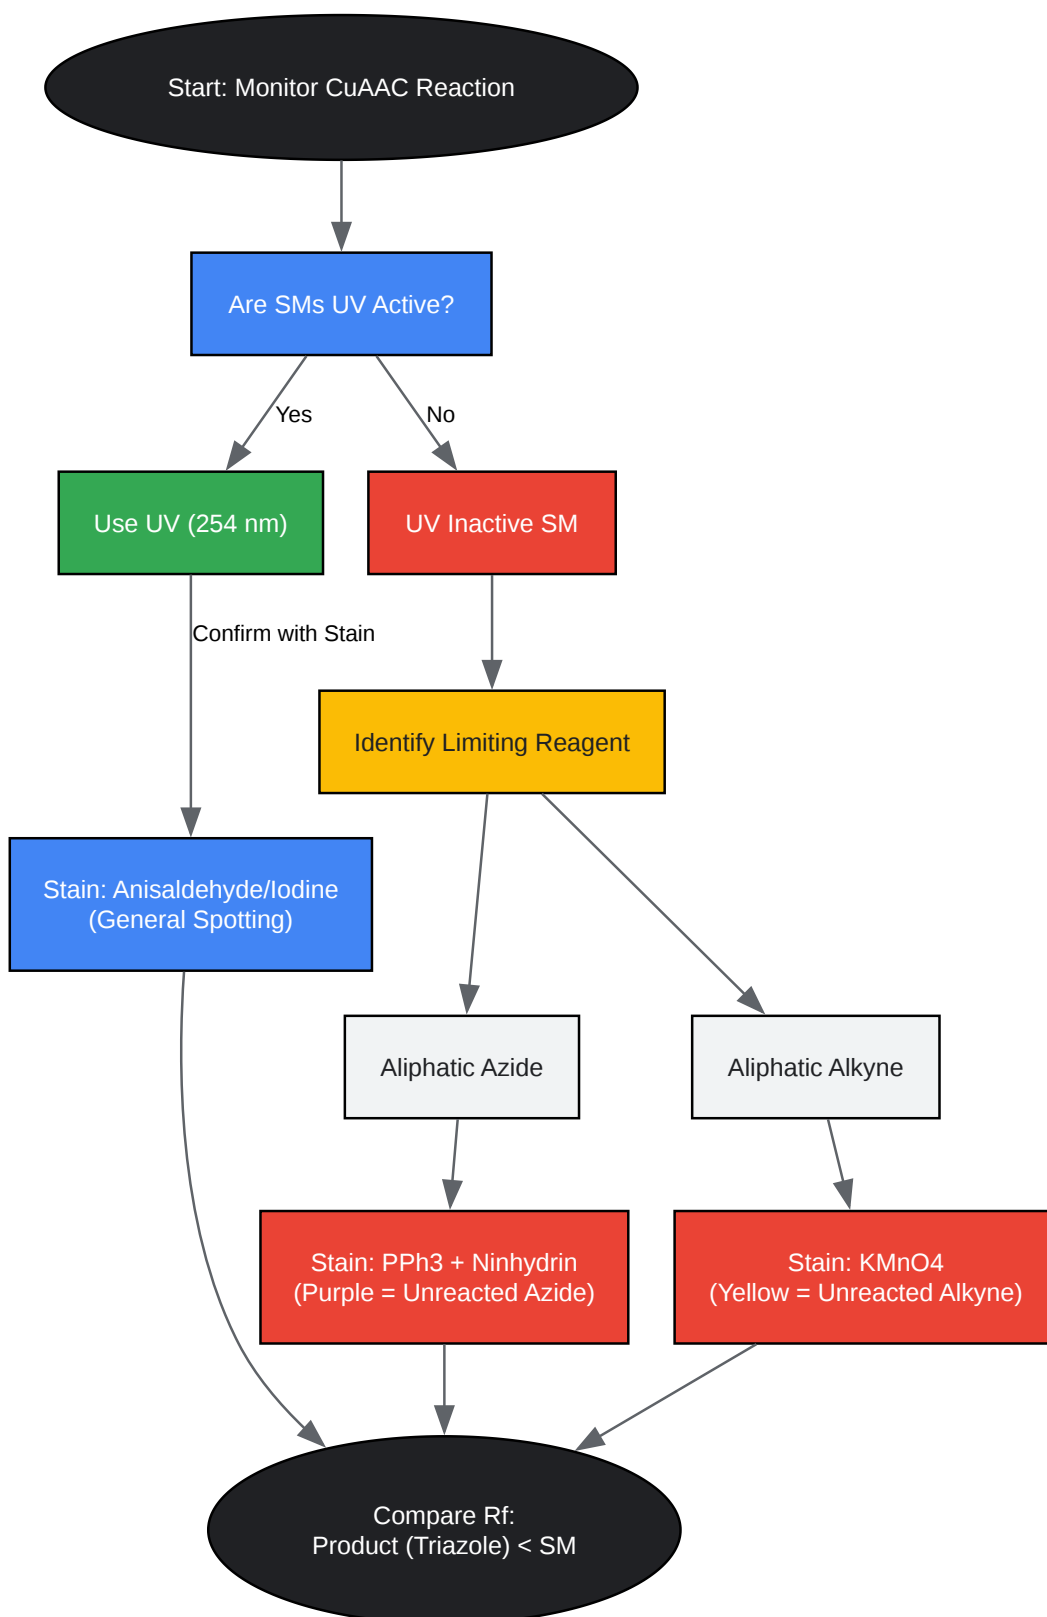 Start: Monitor CuAAC Reaction
Are SMs UV Active?
Yes
No
Use UV (254 nm)
UV Inactive SM
Confirm with Stain
Identify Limiting Reagent
Stain: Anisaldehyde/Iodine
(General Spotting)
Aliphatic Azide
Aliphatic Alkyne
Stain: PPh3 + Ninhydrin
(Purple = Unreacted Azide)
Stain: KMnO4
(Yellow = Unreacted Alkyne)
Compare Rf:
Product (Triazole) < SM